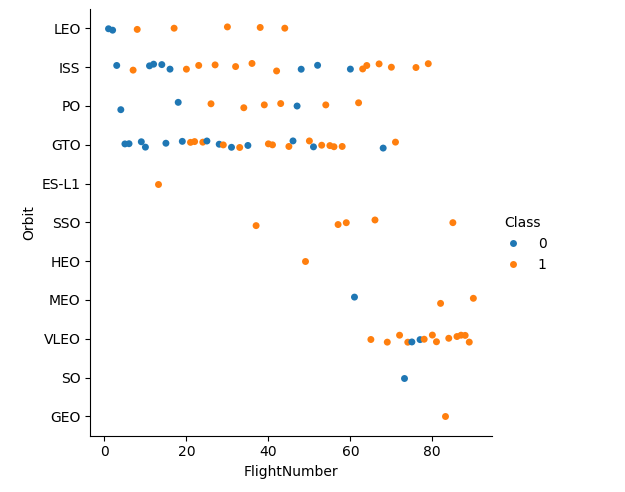 LEO
ISS
PO
GTO
ES-L1
SSO
HEO
MEO
VLEO
SO
GEO
Orbit
0
20
40
60
80
FlightNumber
Class
0
1